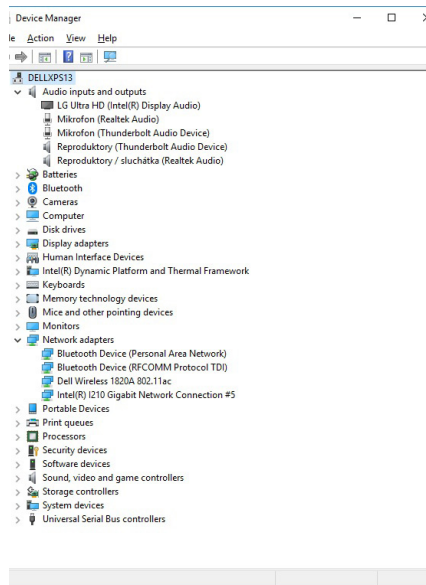 Device Manager
le Action View Help
DELLXPS13
Audio inputs and outputs
LG Ultra HD (Intel(R) Display Audio)
Mikrofon (Realtek Audio)
Mikrofon (Thunderbolt Audio Device)
Reproduktory (Thunderbolt Audio Device)
Reproduktory / sluchátka (Realtek Audio)
Batteries
Bluetooth
Cameras
Computer
Disk drives
Display adapters
Human Interface Devices
Intel(R) Dynamic Platform and Thermal Framework
Keyboards
Memory technology devices
Mice and other pointing devices
Monitors
Network adapters
Bluetooth Device (Personal Area Network)
Bluetooth Device (RFCOMM Protocol TDI)
Dell Wireless 1820A 802.11ac
Intel(R) I210 Gigabit Network Connection #5
Portable Devices
Print queues
Processors
Security devices
Software devices
Sound, video and game controllers
Storage controllers
System devices
Universal Serial Bus controllers